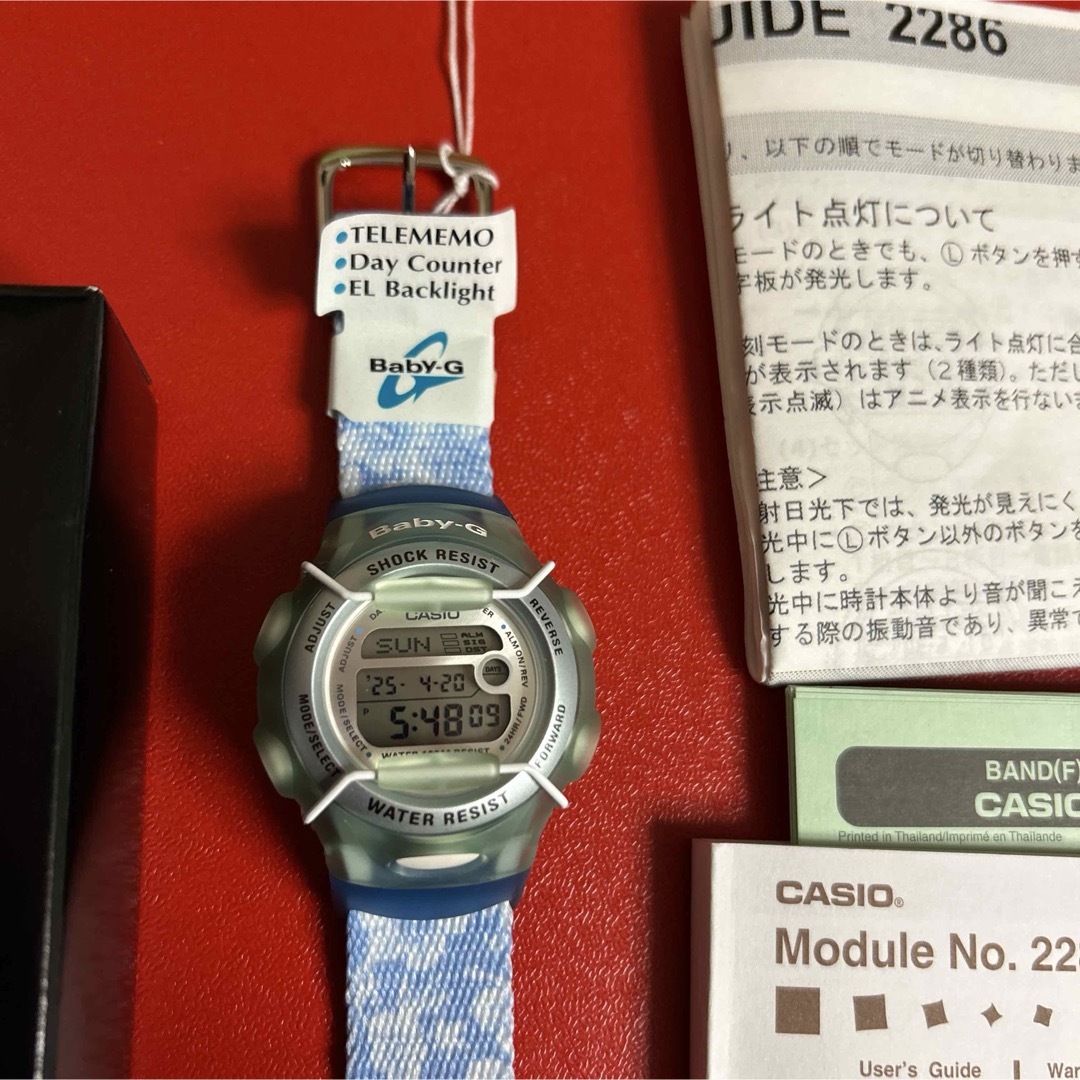 •TELEMEMO
•Day Counter
•EL Backlight
Baby-G
Baby-G
SHOCK RESIST
ADJUST
REVERSE
MODE/SELECT
FORWARD
WATER RESIST
CASIO
ADJUST
ALM ON/REV
MODE/SELECT
24HR/FWD
SUN
ALM
SIG
DST
DAYS
'25- 4-20
P 5:48 09
UIDE 2286
、以下の順でモードが切り替わりま
ライト点灯について
モードのときでも、Ⓛボタンを押す
字板が発光します。
刻モードのときは、ライト点灯に合
が表示されます（2種類）。ただし
表示点滅）はアニメ表示を行ないま
注意＞
射日光下では、発光が見えにく
光中にⓁボタン以外のボタンを
します。
光中に時計本体より音が聞こえ
する際の振動音であり、異常で
BAND(F)
CASIO
Printed in Thailand/Imprimé en Thaïlande
CASIO®
Module No. 22
User's Guide